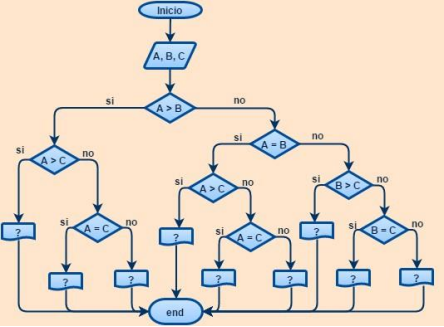 Inicio
A, B, C
si A > B no
si A = B no
si A > C no
si A > C no
si B > C no
?
si A = C no
?
si A = C no
?
si B = C no
?
?
?
?
?
?
end